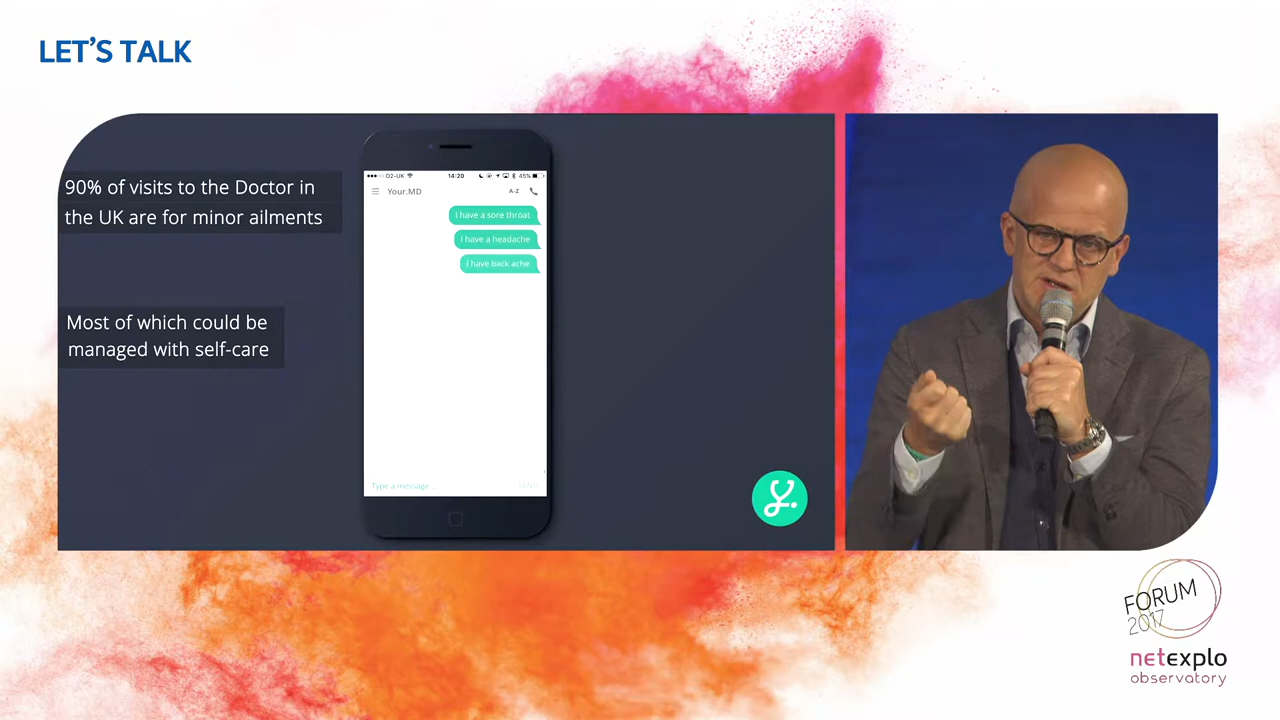 LET'S TALK
90% of visits to the Doctor in
the UK are for minor ailments
Most of which could be
managed with self-care
O2-UK 14:20 45%
Your.MD A-Z
I have a sore throat
I have a headache
I have back ache
Type a message... SEND
FORUM
2017
netexplo
observatory